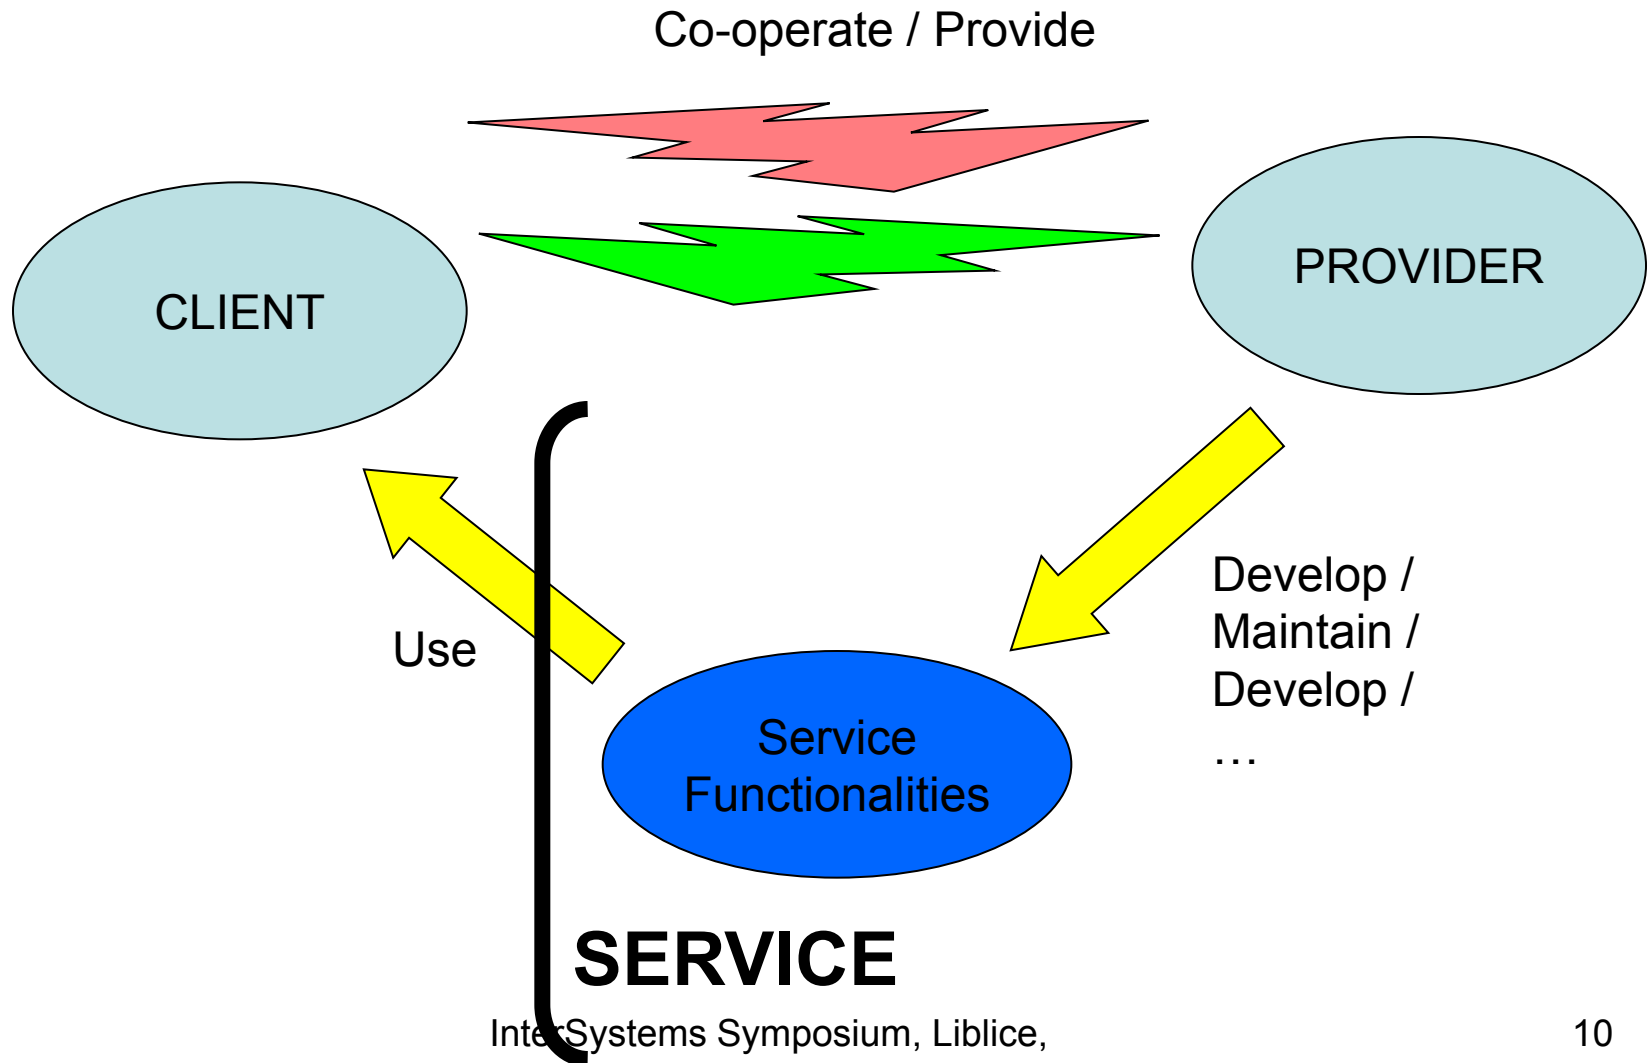 Co-operate / Provide
CLIENT
PROVIDER
Use
Develop /
Maintain /
Develop /
…
Service
Functionalities
SERVICE
InterSystems Symposium, Liblice,
10